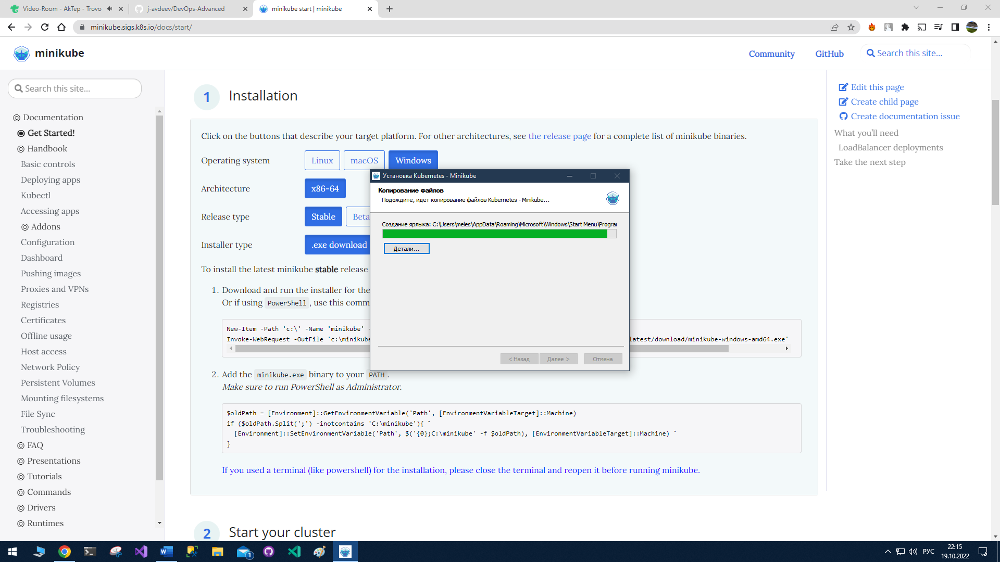 Video-Room - AkTep - Trovo
j-avdeev/DevOps-Advanced
minikube start | minikube
minikube.sigs.k8s.io/docs/start/
minikube
Community
GitHub
Search this site...
Search this site...
Documentation
Get Started!
Handbook
Basic controls
Deploying apps
Kubectl
Accessing apps
Addons
Configuration
Dashboard
Pushing images
Proxies and VPNs
Registries
Certificates
Offline usage
Host access
Network Policy
Persistent Volumes
Mounting filesystems
File Sync
Troubleshooting
FAQ
Presentations
Tutorials
Commands
Drivers
Runtimes
1 Installation
Click on the buttons that describe your target platform. For other architectures, see the release page for a complete list of minikube binaries.
Operating system Linux macOS Windows
Architecture x86-64
Release type Stable Beta
Installer type .exe download
To install the latest minikube stable release
1. Download and run the installer for the
Or if using PowerShell, use this comm
New-Item -Path 'c:\' -Name 'minikube'
Invoke-WebRequest -OutFile 'c:\minikube
latest/download/minikube-windows-amd64.exe'
2. Add the minikube.exe binary to your PATH.
Make sure to run PowerShell as Administrator.
$oldPath = [Environment]::GetEnvironmentVariable('Path', [EnvironmentVariableTarget]::Machine)
if ($oldPath.Split(';') -inotcontains 'C:\minikube'){ `
[Environment]::SetEnvironmentVariable('Path', $('{0};C:\minikube' -f $oldPath), [EnvironmentVariableTarget]::Machine) `
}
If you used a terminal (like powershell) for the installation, please close the terminal and reopen it before running minikube.
2 Start your cluster
Установка Kubernetes - Minikube
Копирование файлов
Подождите, идет копирование файлов Kubernetes - Minikube...
Создание ярлыка: C:\Users\meles\AppData\Roaming\Microsoft\Windows\Start Menu\Progran
Детали...
< Назад
Далее >
Отмена
Edit this page
Create child page
Create documentation issue
What you'll need
LoadBalancer deployments
Take the next step
1
РУС
22:15
19.10.2022